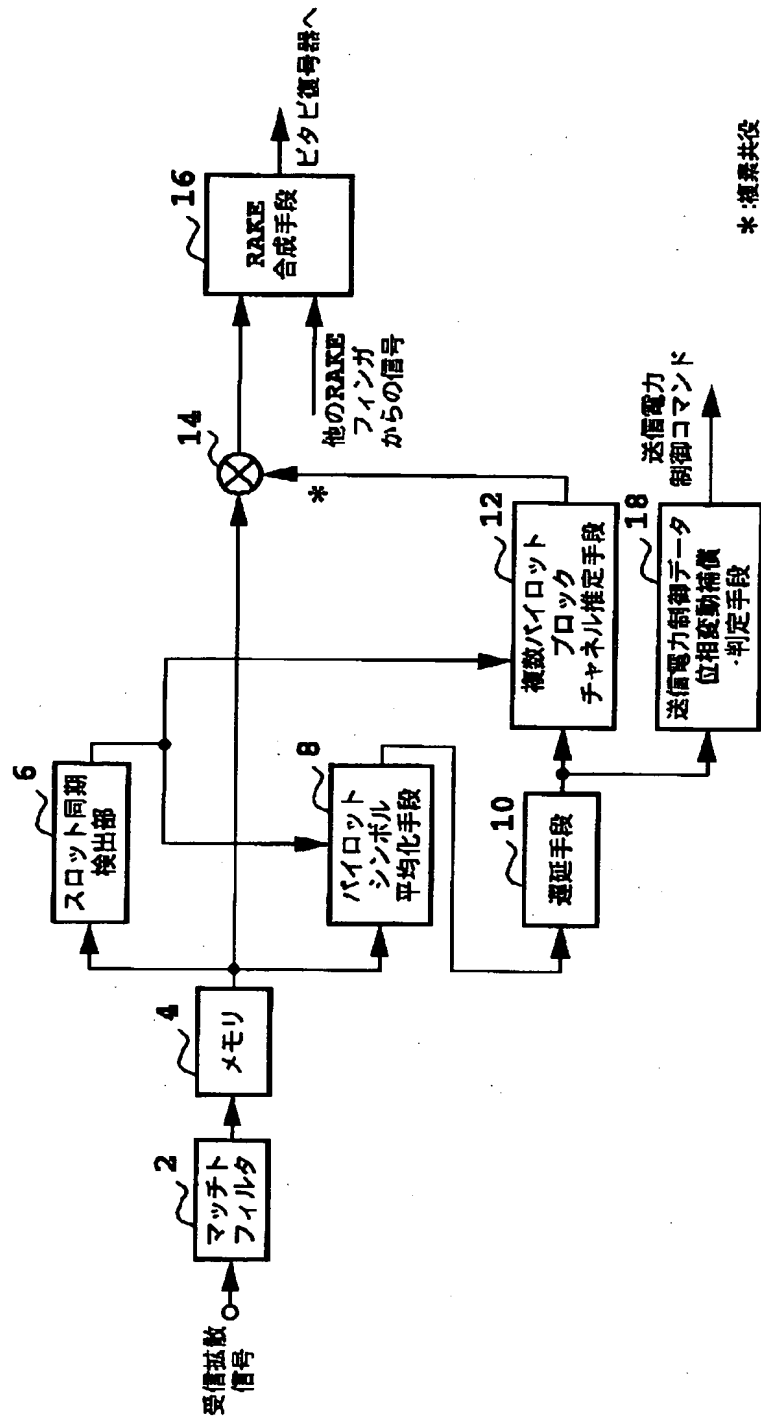 受信拡散
信号
2
マッチト
フィルタ
4
メモリ
6
スロット同期
検出部
8
パイロット
シンボル
平均化手段
10
遅延手段
12
複数パイロット
ブロック
チャネル推定手段
14
*
他のRAKE
フィンガ
からの信号
16
RAKE
合成手段
ビタビ復号器へ
18
送信電力制御データ
位相変動補償
・判定手段
送信電力
制御コマンド
*:複素共役